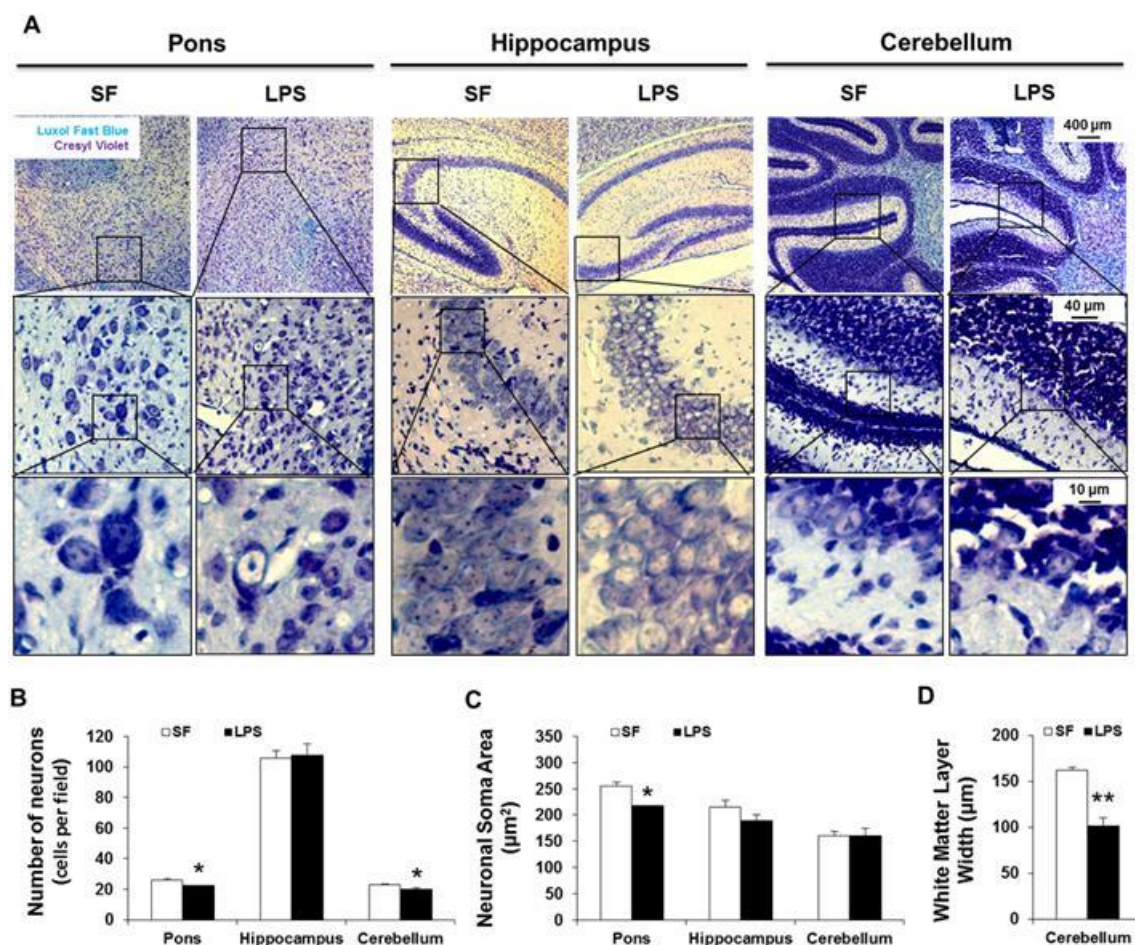 A
Pons Hippocampus Cerebellum
SF LPS SF LPS SF LPS
Luxol Fast Blue
Cresyl Violet
400 µm
40 µm
10 µm
B
SF LPS
Number of neurons
(cells per field)
120
100
80
60
40
20
0
* *
Pons Hippocampus Cerebellum
C
SF LPS
Neuronal Soma Area
(µm²)
350
300
250
200
150
100
50
0
*
Pons Hippocampus Cerebellum
D
SF LPS
White Matter Layer
Width (µm)
200
150
100
50
0
**
Cerebellum